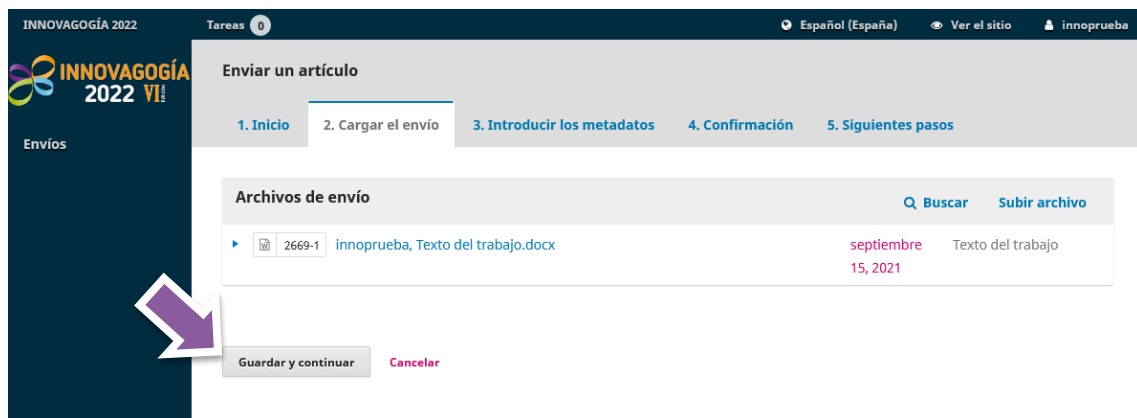 INNOVAGOGÍA 2022
Tareas 0
Español (España)
Ver el sitio
innoprueba
INNOVAGOGÍA
2022 VI Edición
Envíos
Enviar un artículo
1. Inicio
2. Cargar el envío
3. Introducir los metadatos
4. Confirmación
5. Siguientes pasos
Archivos de envío
Buscar
Subir archivo
2669-1
innoprueba, Texto del trabajo.docx
septiembre
15, 2021
Texto del trabajo
Guardar y continuar
Cancelar